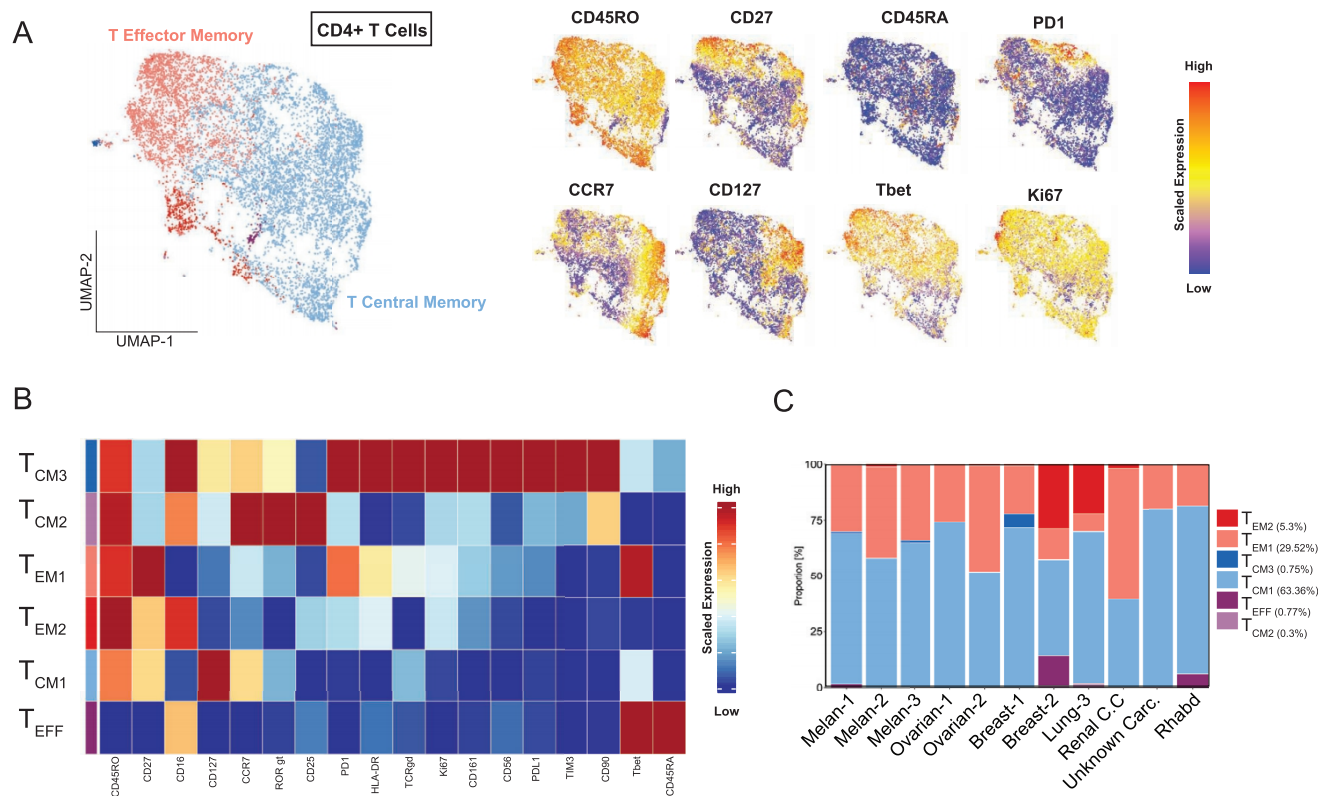 A
T Effector Memory
CD4+ T Cells
T Central Memory
UMAP-2
UMAP-1
CD45RO
CD27
CD45RA
PD1
CCR7
CD127
Tbet
Ki67
High
Scaled Expression
Low
B
TCM3
TCM2
TEM1
TEM2
TCM1
TEFF
CD45RO
CD27
CD16
CD127
CCR7
ROR gt
CD25
PD1
HLA-DR
TCRgd
Ki67
CD161
CD56
PDL1
TIM3
CD90
Tbet
CD45RA
High
Scaled Expression
Low
C
Proporion [%]
100
75
50
25
0
Melan-1
Melan-2
Melan-3
Ovarian-1
Ovarian-2
Breast-1
Breast-2
Lung-3
Renal C.C
Unknown Carc.
Rhabd
TEM2 (5.3%)
TEM1 (29.52%)
TCM3 (0.75%)
TCM1 (63.36%)
TEFF (0.77%)
TCM2 (0.3%)